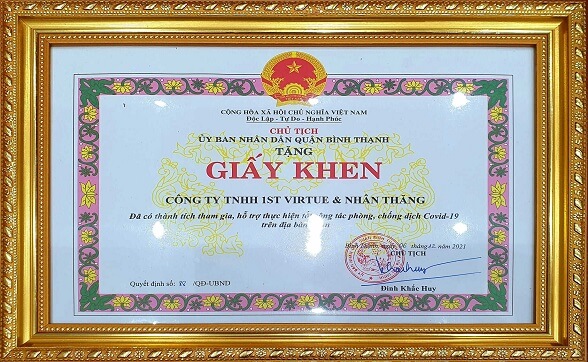 CỘNG HÒA XÃ HỘI CHỦ NGHĨA VIỆT NAM
Độc Lập - Tự Do - Hạnh Phúc
CHỦ TỊCH
ỦY BAN NHÂN DÂN QUẬN BÌNH THẠNH
TẶNG
GIẤY KHEN
CÔNG TY TNHH 1ST VIRTUE & NHÂN THĂNG
Đã có thành tích tham gia, hỗ trợ thực hiện tác phòng, chống dịch Covid-19
trên địa bàn
ngày 06 tháng 12 năm 2021
CHỦ TỊCH
Quyết định số: /QĐ-UBND
Đinh Khắc Huy